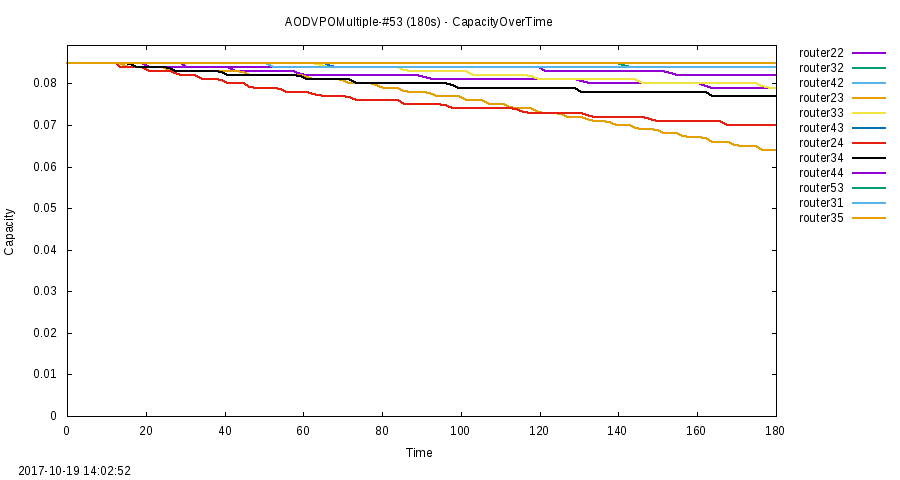 AODVPOMultiple-#53 (180s) - CapacityOverTime
router22
router32
router42
router23
router33
router43
router24
router34
router44
router53
router31
router35
0.08
0.07
0.06
0.05
0.04
0.03
0.02
0.01
0
Capacity
0 20 40 60 80 100 120 140 160 180
Time
2017-10-19 14:02:52